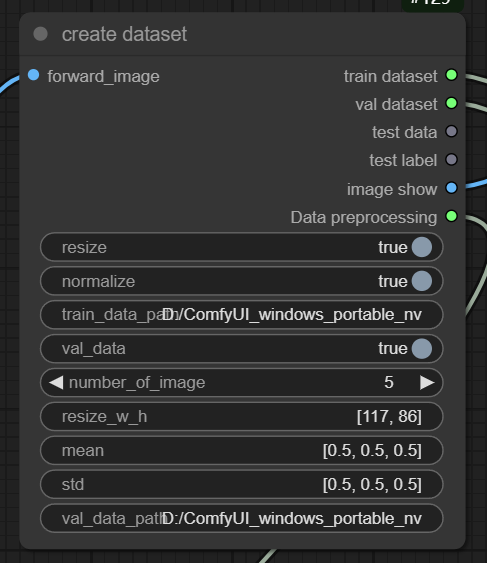 #129
create dataset
forward_image train dataset
val dataset
test data
test label
image show
Data preprocessing
resize true
normalize true
train_data_path D:/ComfyUI_windows_portable_nv
val_data true
number_of_image 5
resize_w_h [117, 86]
mean [0.5, 0.5, 0.5]
std [0.5, 0.5, 0.5]
val_data_path D:/ComfyUI_windows_portable_nv